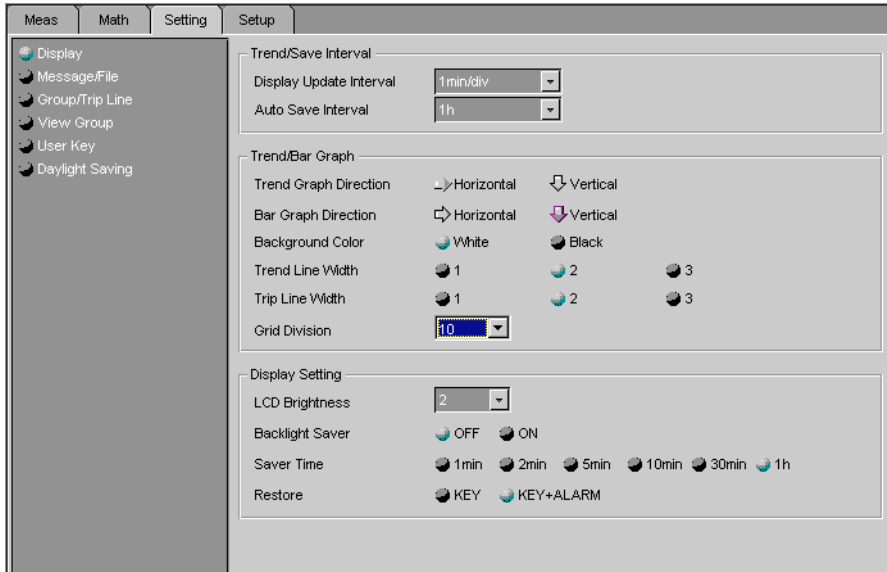 Meas Math Setting Setup
Display
Message/File
Group/Trip Line
View Group
User Key
Daylight Saving
Trend/Save Interval
Display Update Interval 1min/div
Auto Save Interval 1h
Trend/Bar Graph
Trend Graph Direction Horizontal Vertical
Bar Graph Direction Horizontal Vertical
Background Color White Black
Trend Line Width 1 2 3
Trip Line Width 1 2 3
Grid Division 10
Display Setting
LCD Brightness 2
Backlight Saver OFF ON
Saver Time 1min 2min 5min 10min 30min 1h
Restore KEY KEY+ALARM